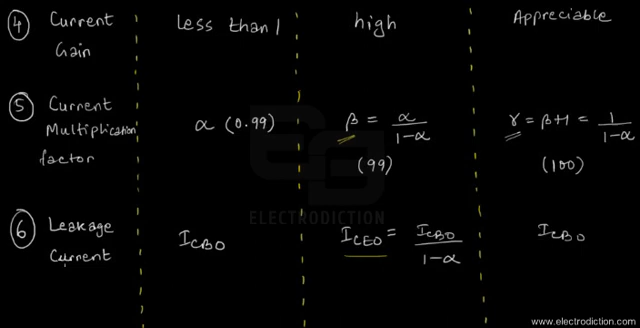 ④ Current Gain
less than 1
high
Appreciable
⑤ Current Multiplication factor
α (0.99)
β = α / 1-α
(99)
γ = β+1 = 1 / 1-α
(100)
ELECTRODICTION
⑥ Leakage Current
ICBO
ICEO = ICBO / 1-α
ICBO
www.electrodiction.com